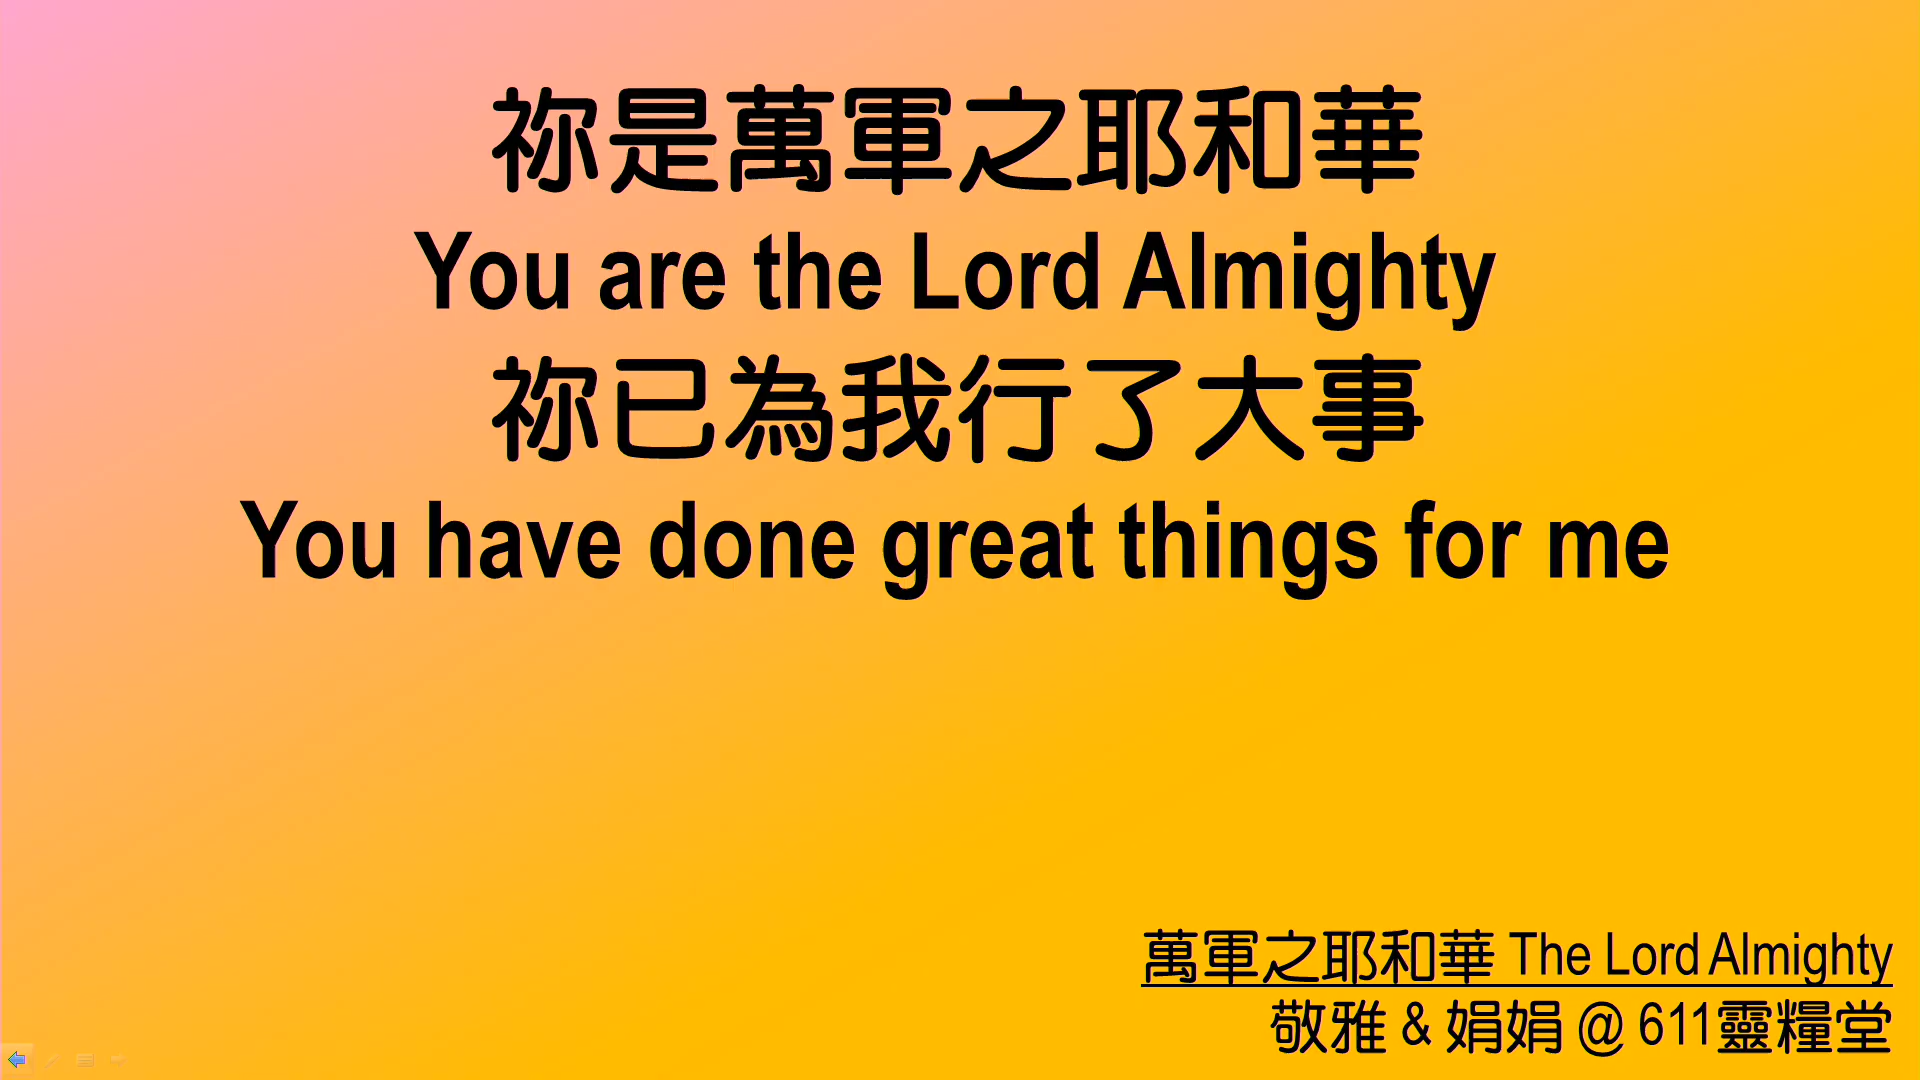 祢是萬軍之耶和華
You are the Lord Almighty
祢已為我行了大事
You have done great things for me
萬軍之耶和華 The Lord Almighty
敬雅 & 娟娟 @ 611靈糧堂